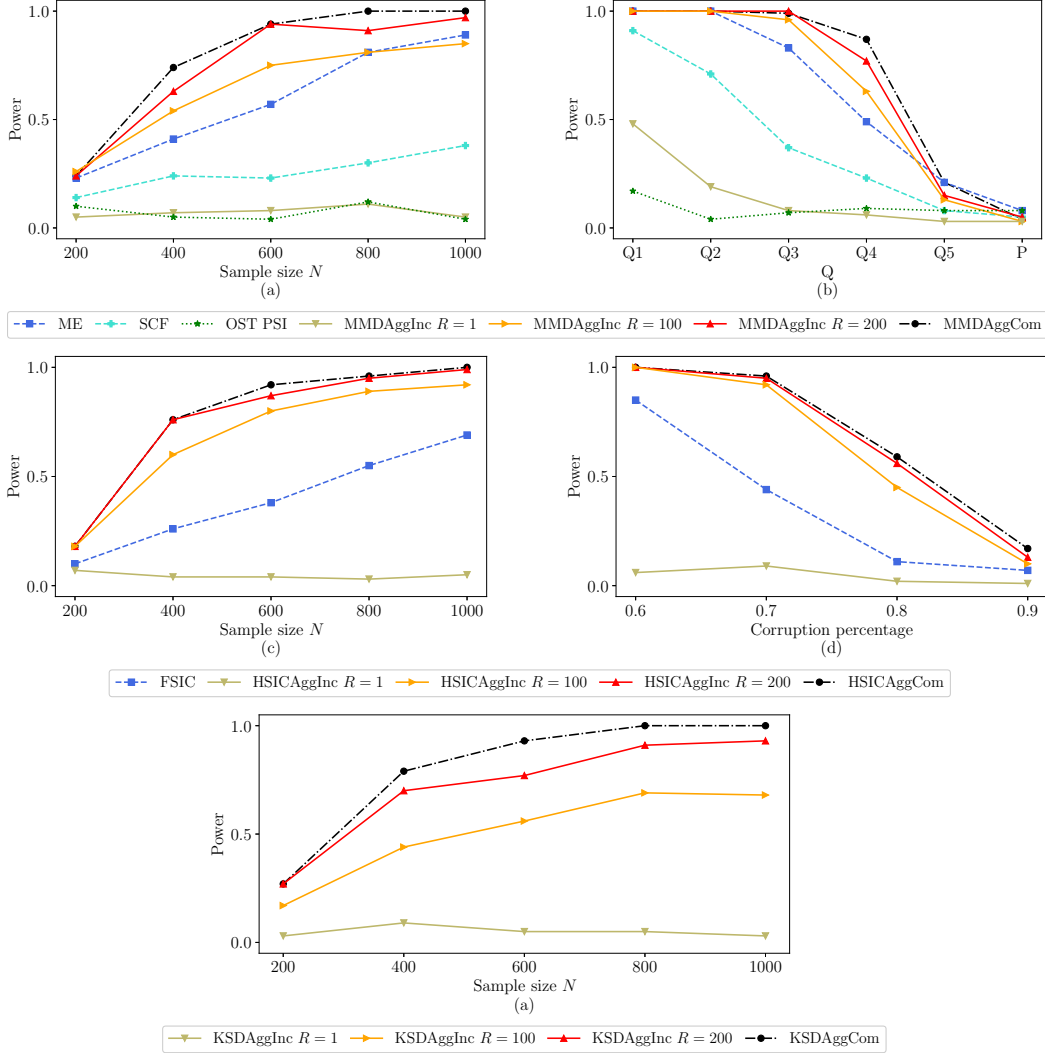 1.0
0.5
0.0
Power
200 400 600 800 1000
Sample size N
(a)
1.0
0.5
0.0
Power
Q1 Q2 Q3 Q4 Q5 P
Q
(b)
ME SCF OST PSI MMDAggInc R = 1 MMDAggInc R = 100 MMDAggInc R = 200 MMDAggCom
1.0
0.5
0.0
Power
200 400 600 800 1000
Sample size N
(c)
1.0
0.5
0.0
Power
0.6 0.7 0.8 0.9
Corruption percentage
(d)
FSIC HSICAggInc R = 1 HSICAggInc R = 100 HSICAggInc R = 200 HSICAggCom
1.0
0.5
0.0
Power
200 400 600 800 1000
Sample size N
(a)
KSDAggInc R = 1 KSDAggInc R = 100 KSDAggInc R = 200 KSDAggCom